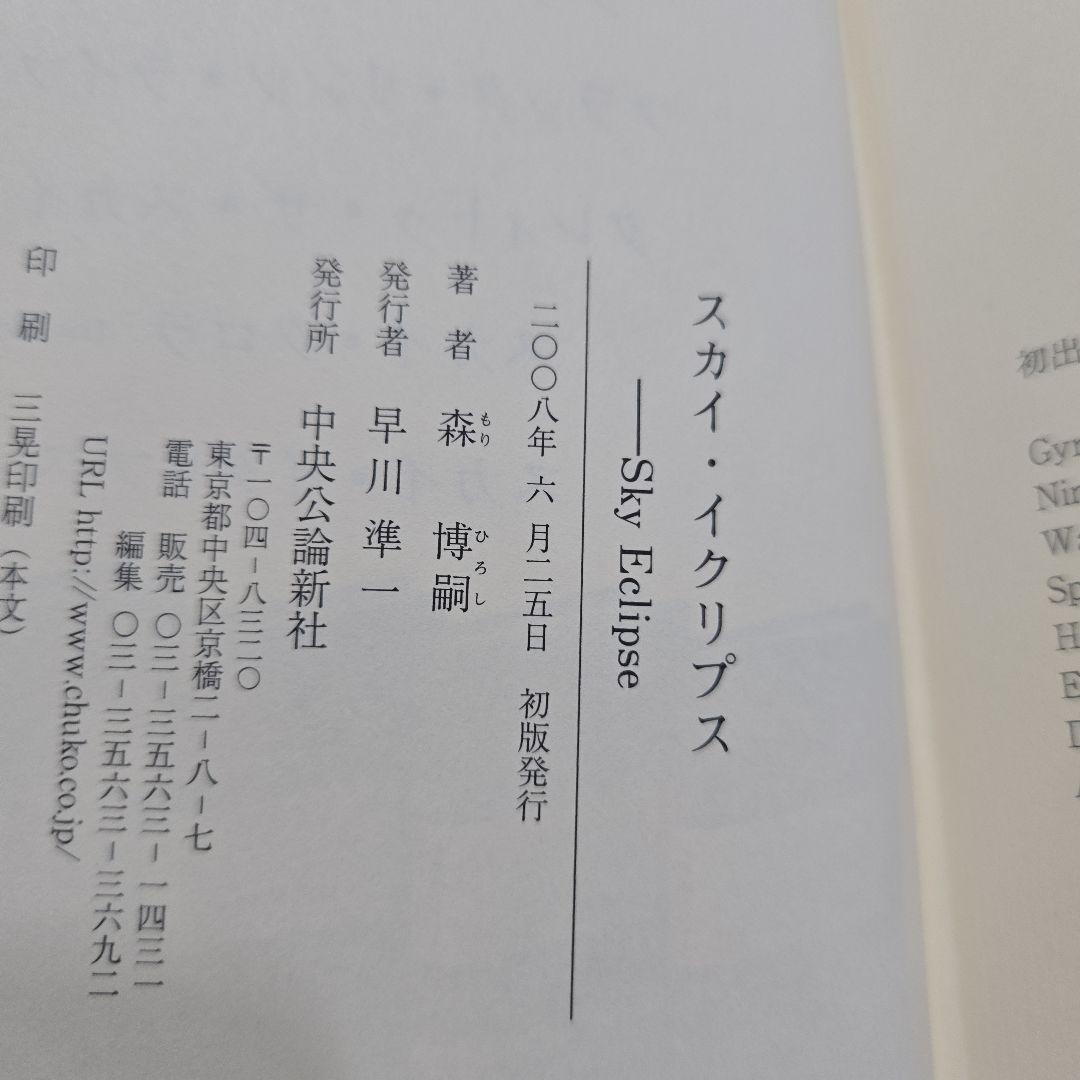 スカイ・イクリプス
――Sky Eclipse
二〇〇八年 六 月二五日 初版発行
著 者 森 博嗣
もり ひろし
発行者 早川準一
発行所 中央公論新社
〒一〇四-八三二〇
東京都中央区京橋二-八-七
電話 販売 〇三-三五六三-一四三一
編集 〇三-三五六三-三六九二
URL http://www.chuko.co.jp/
印 刷 三晃印刷（本文）
初出